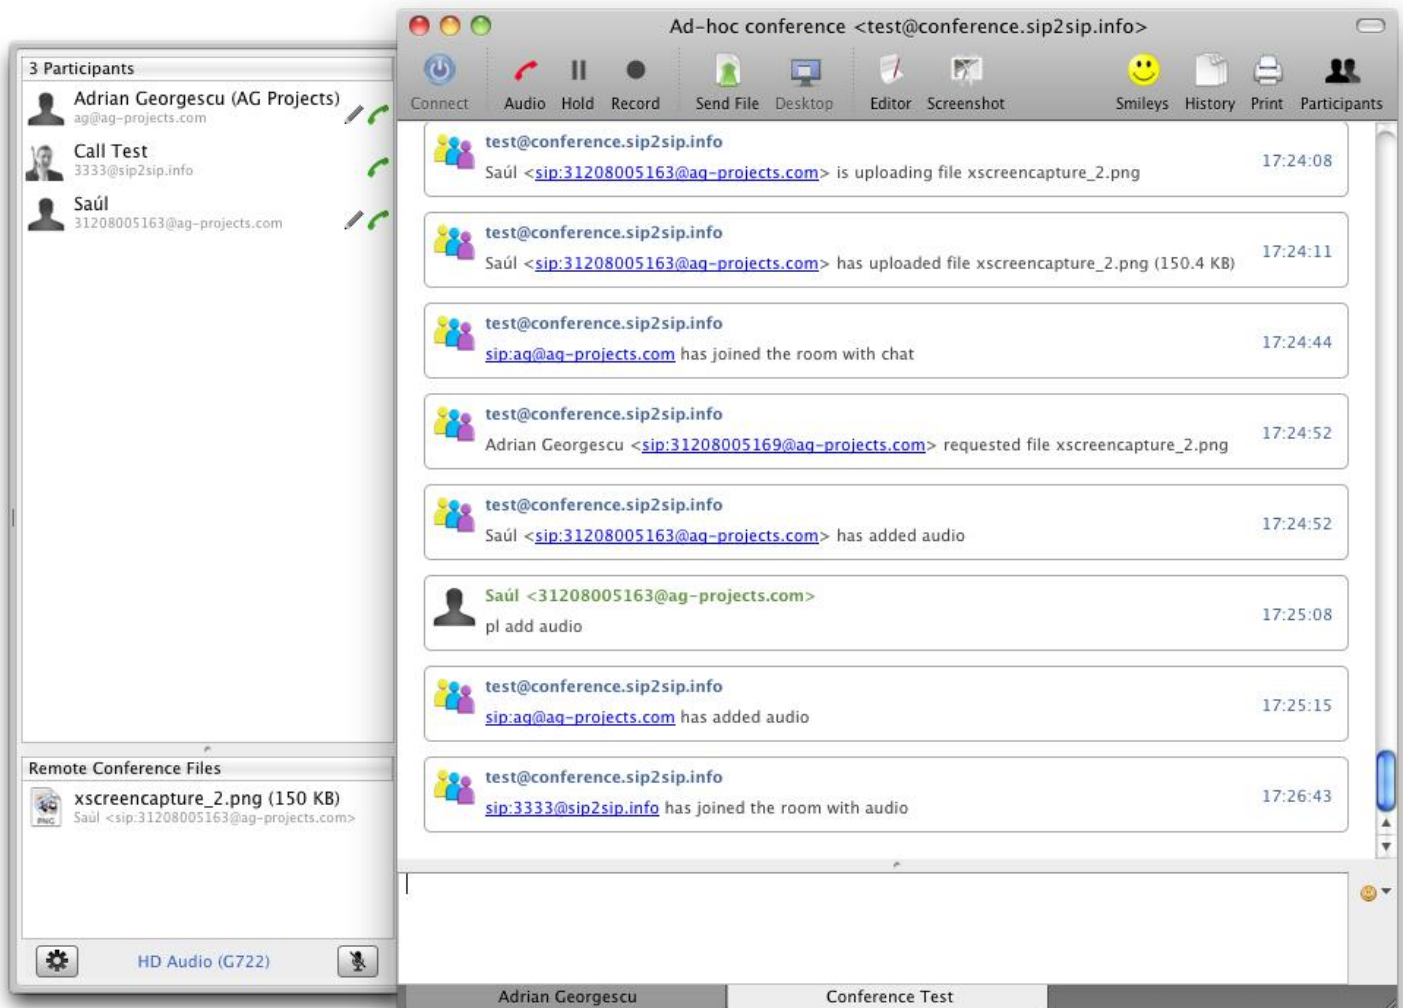 Ad-hoc conference <test@conference.sip2sip.info>
Connect
Audio
Hold
Record
Send File
Desktop
Editor
Screenshot
Smileys
History
Print
Participants
3 Participants
Adrian Georgescu (AG Projects)
ag@ag-projects.com
Call Test
3333@sip2sip.info
Saúl
31208005163@ag-projects.com
Remote Conference Files
xscreencapture_2.png (150 KB)
Saúl <sip:31208005163@ag-projects.com>
PNG
HD Audio (G722)
test@conference.sip2sip.info
Saúl <sip:31208005163@ag-projects.com> is uploading file xscreencapture_2.png
17:24:08
test@conference.sip2sip.info
Saúl <sip:31208005163@ag-projects.com> has uploaded file xscreencapture_2.png (150.4 KB)
17:24:11
test@conference.sip2sip.info
sip:ag@ag-projects.com has joined the room with chat
17:24:44
test@conference.sip2sip.info
Adrian Georgescu <sip:31208005169@ag-projects.com> requested file xscreencapture_2.png
17:24:52
test@conference.sip2sip.info
Saúl <sip:31208005163@ag-projects.com> has added audio
17:24:52
Saúl <31208005163@ag-projects.com>
pl add audio
17:25:08
test@conference.sip2sip.info
sip:ag@ag-projects.com has added audio
17:25:15
test@conference.sip2sip.info
sip:3333@sip2sip.info has joined the room with audio
17:26:43
Adrian Georgescu
Conference Test